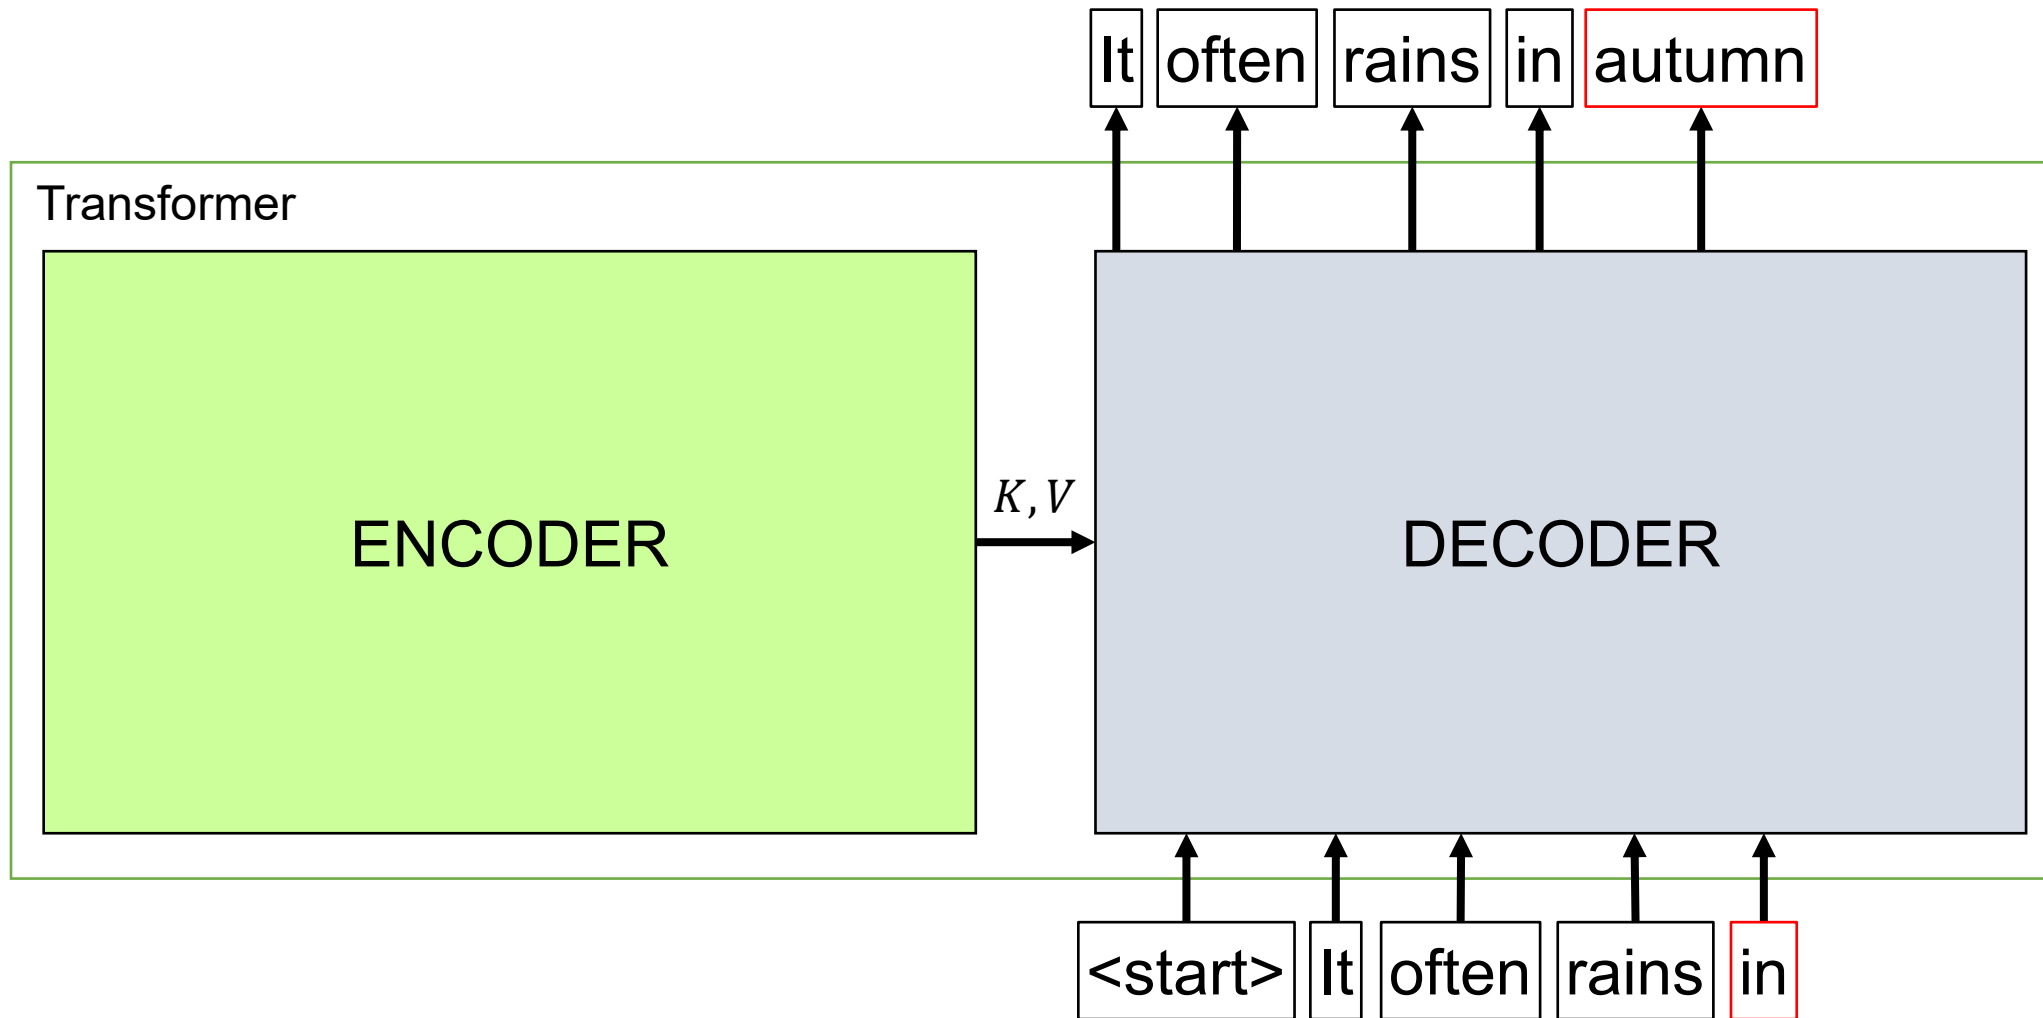 It often rains in autumn
Transformer
K, V
ENCODER
DECODER
<start> It often rains in